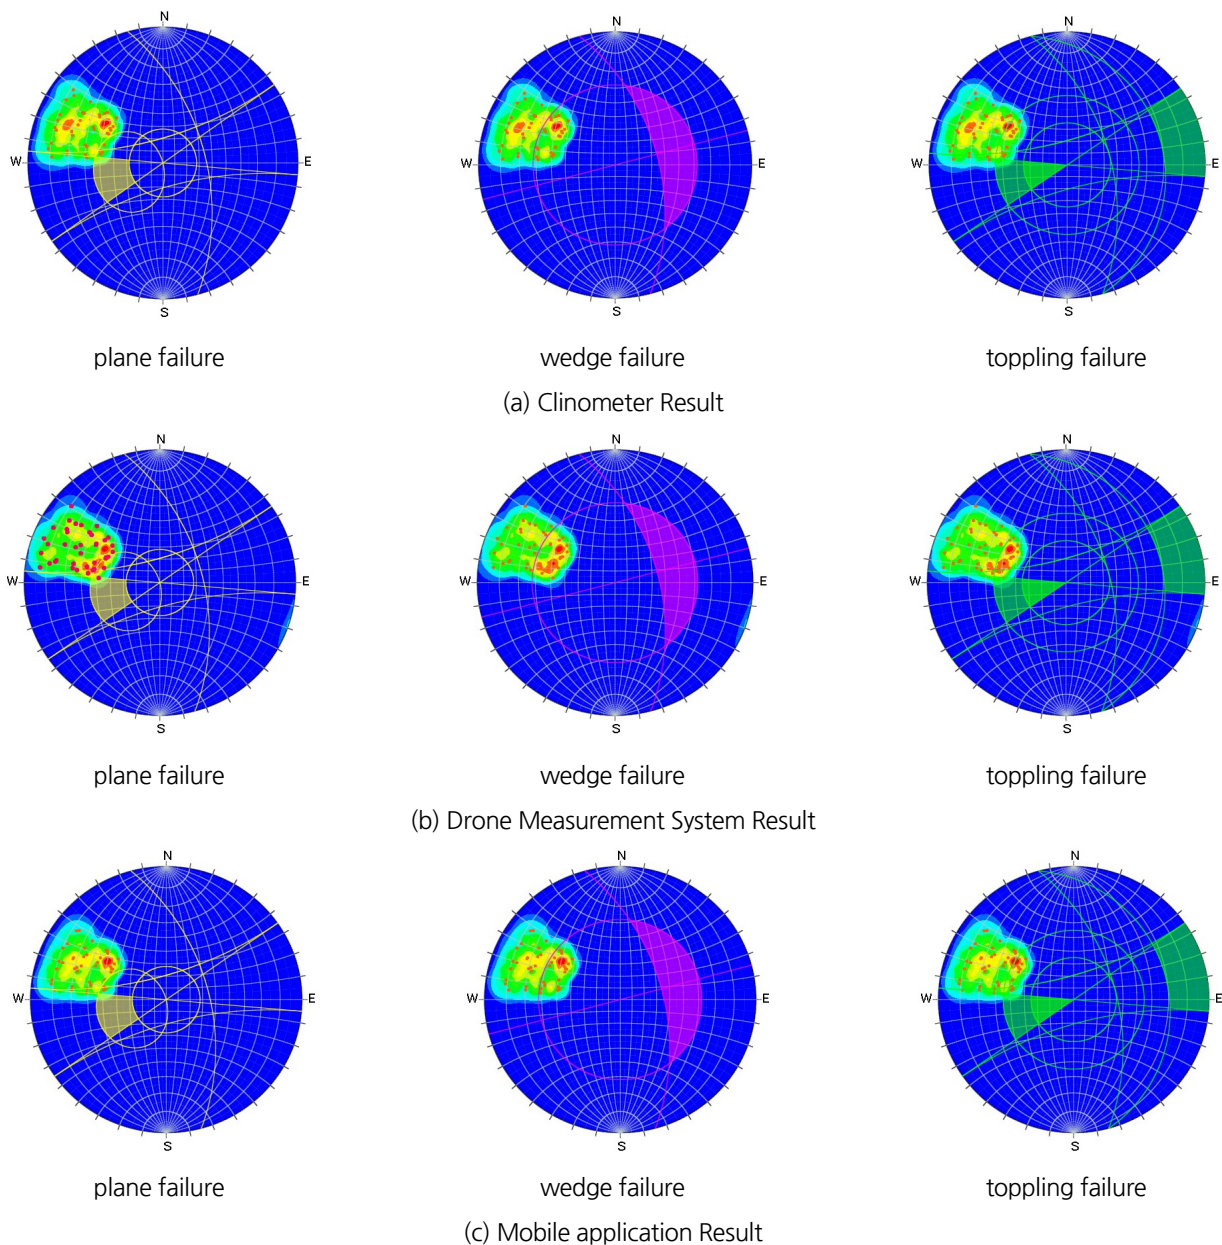 N N N
W E W E W E
S S S
plane failure wedge failure toppling failure
(a) Clinometer Result
N N N
W E W E W E
S S S
plane failure wedge failure toppling failure
(b) Drone Measurement System Result
N N N
W E W E W E
S S S
plane failure wedge failure toppling failure
(c) Mobile application Result